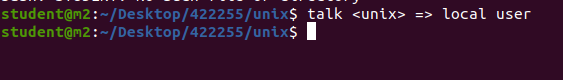 student@m2:~/Desktop/422255/unix$ talk <unix> => local user
student@m2:~/Desktop/422255/unix$